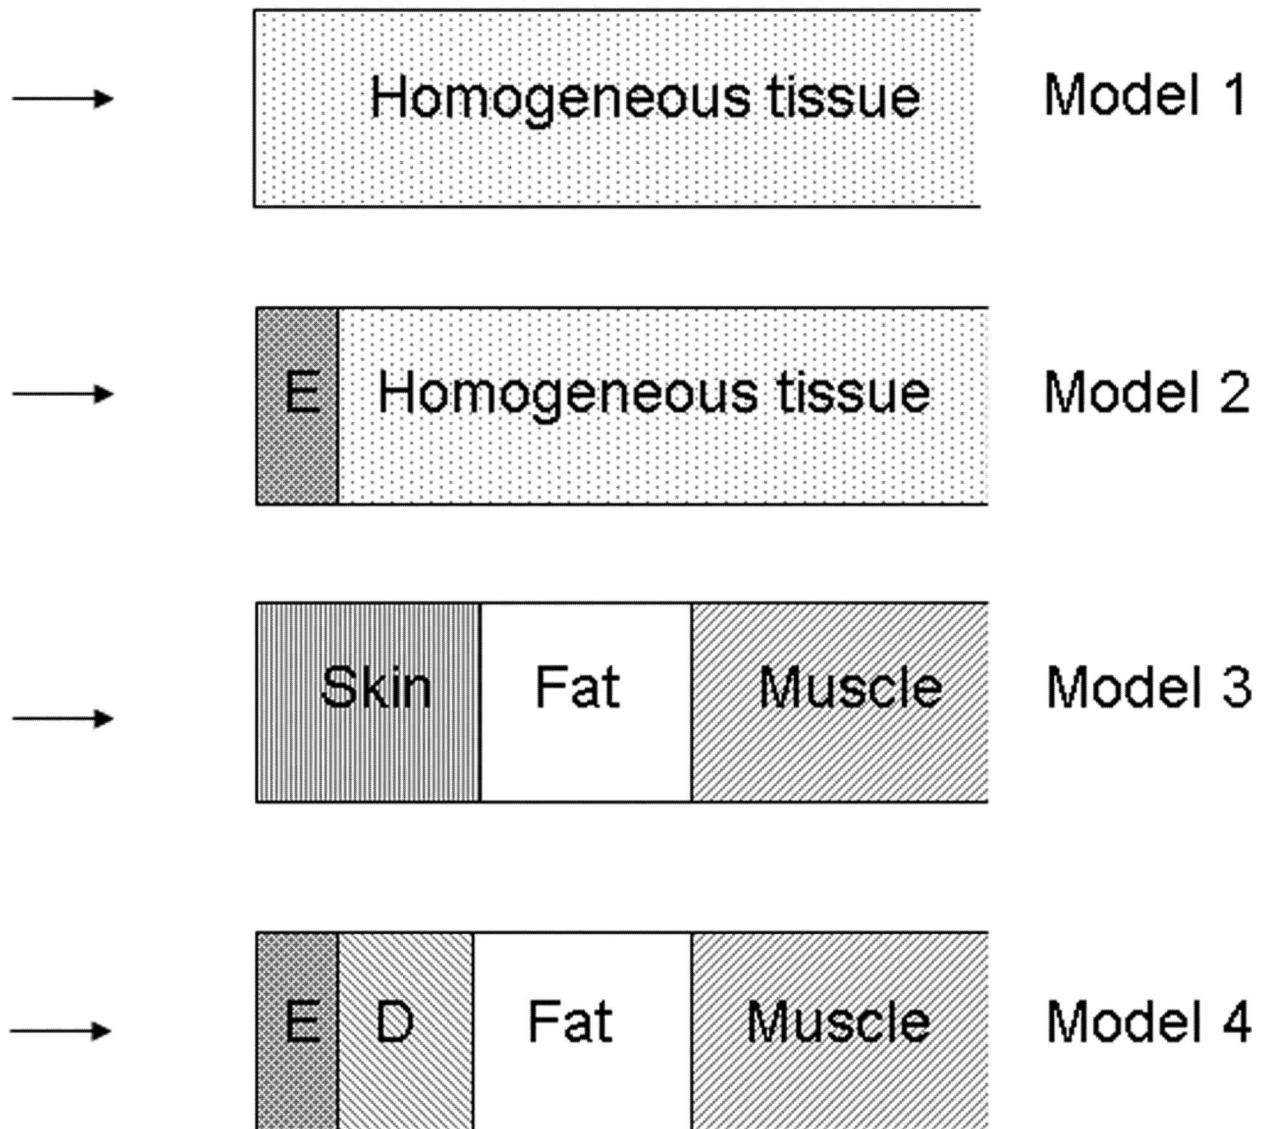 Homogeneous tissue Model 1
E Homogeneous tissue Model 2
Skin Fat Muscle Model 3
E D Fat Muscle Model 4